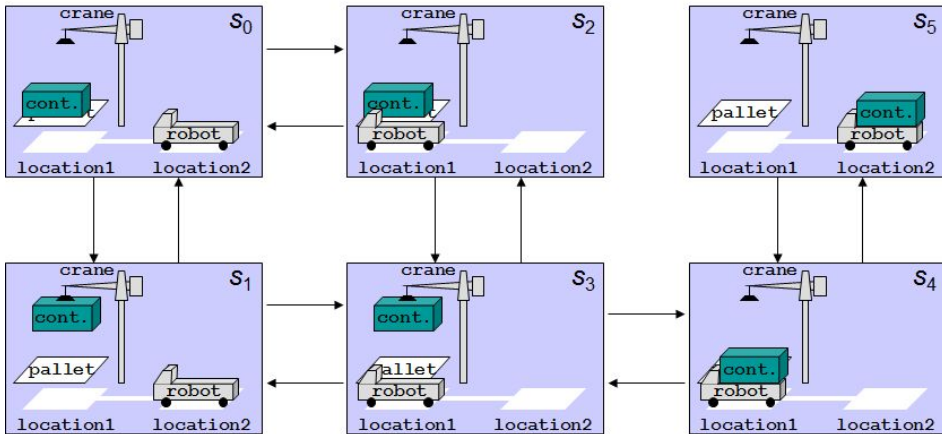 crane s0
cont.
pallet
robot
location1 location2
crane s2
cont.
robot
location1 location2
crane s5
cont.
pallet
robot
location1 location2
crane s1
cont.
pallet
robot
location1 location2
crane s3
cont.
pallet
robot
location1 location2
crane s4
cont.
robot
location1 location2